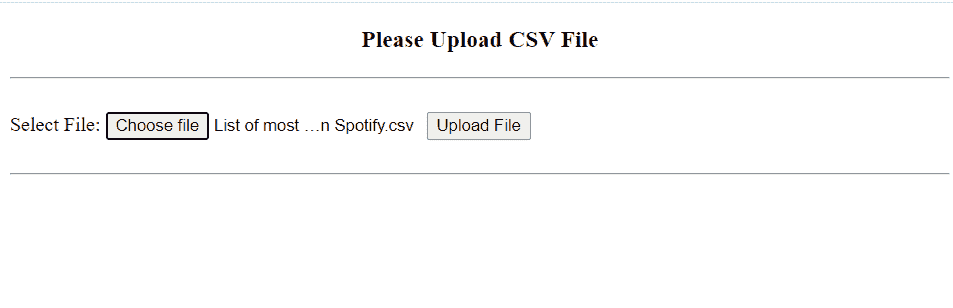 Please Upload CSV File
Select File: Choose file List of most ...n Spotify.csv Upload File